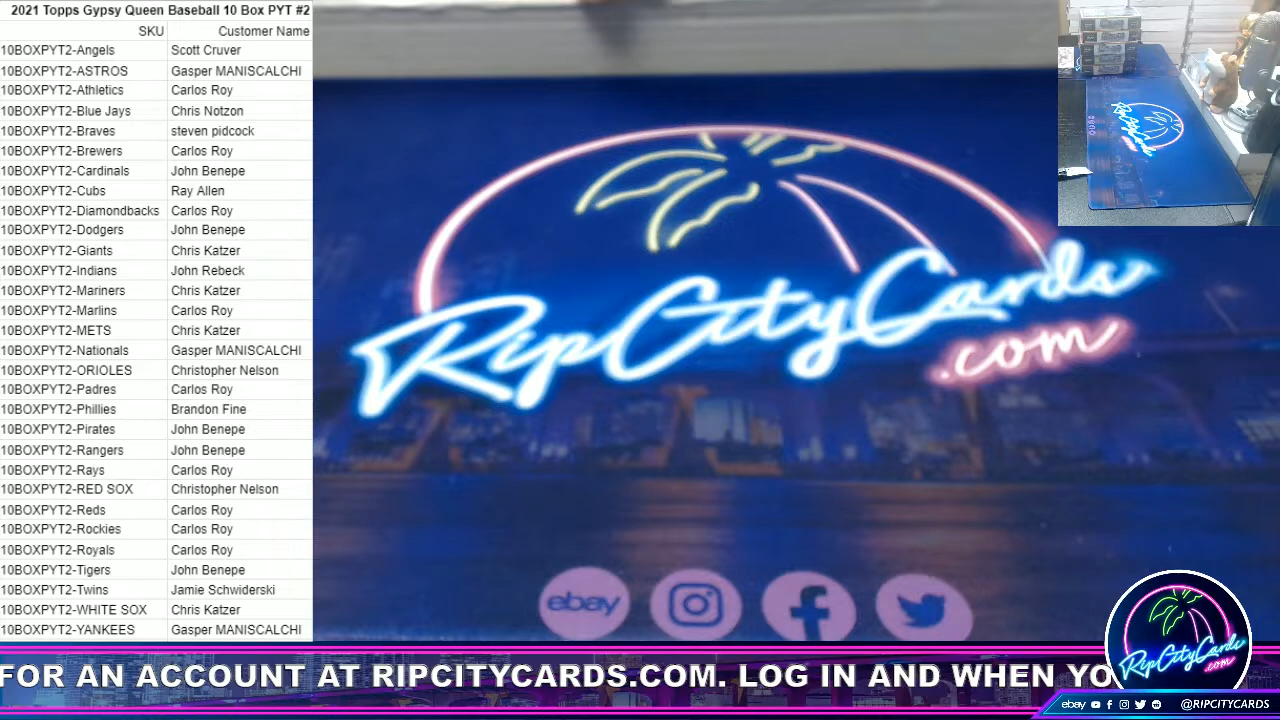 2021 Topps Gypsy Queen Baseball 10 Box PYT #2
SKU Customer Name
10BOXPYT2-Angels Scott Cruver
10BOXPYT2-ASTROS Gasper MANISCALCHI
10BOXPYT2-Athletics Carlos Roy
10BOXPYT2-Blue Jays Chris Notzon
10BOXPYT2-Braves steven pidcock
10BOXPYT2-Brewers Carlos Roy
10BOXPYT2-Cardinals John Benepe
10BOXPYT2-Cubs Ray Allen
10BOXPYT2-Diamondbacks Carlos Roy
10BOXPYT2-Dodgers John Benepe
10BOXPYT2-Giants Chris Katzer
10BOXPYT2-Indians John Rebeck
10BOXPYT2-Mariners Chris Katzer
10BOXPYT2-Marlins Carlos Roy
10BOXPYT2-METS Chris Katzer
10BOXPYT2-Nationals Gasper MANISCALCHI
10BOXPYT2-ORIOLES Christopher Nelson
10BOXPYT2-Padres Carlos Roy
10BOXPYT2-Phillies Brandon Fine
10BOXPYT2-Pirates John Benepe
10BOXPYT2-Rangers John Benepe
10BOXPYT2-Rays Carlos Roy
10BOXPYT2-RED SOX Christopher Nelson
10BOXPYT2-Reds Carlos Roy
10BOXPYT2-Rockies Carlos Roy
10BOXPYT2-Royals Carlos Roy
10BOXPYT2-Tigers John Benepe
10BOXPYT2-Twins Jamie Schwiderski
10BOXPYT2-WHITE SOX Chris Katzer
10BOXPYT2-YANKEES Gasper MANISCALCHI
RipCityCards
.com
ebay
RipCityCards
.com
FOR AN ACCOUNT AT RIPCITYCARDS.COM. LOG IN AND WHEN YO
RipCityCards
.com
ebay @RIPCITYCARDS